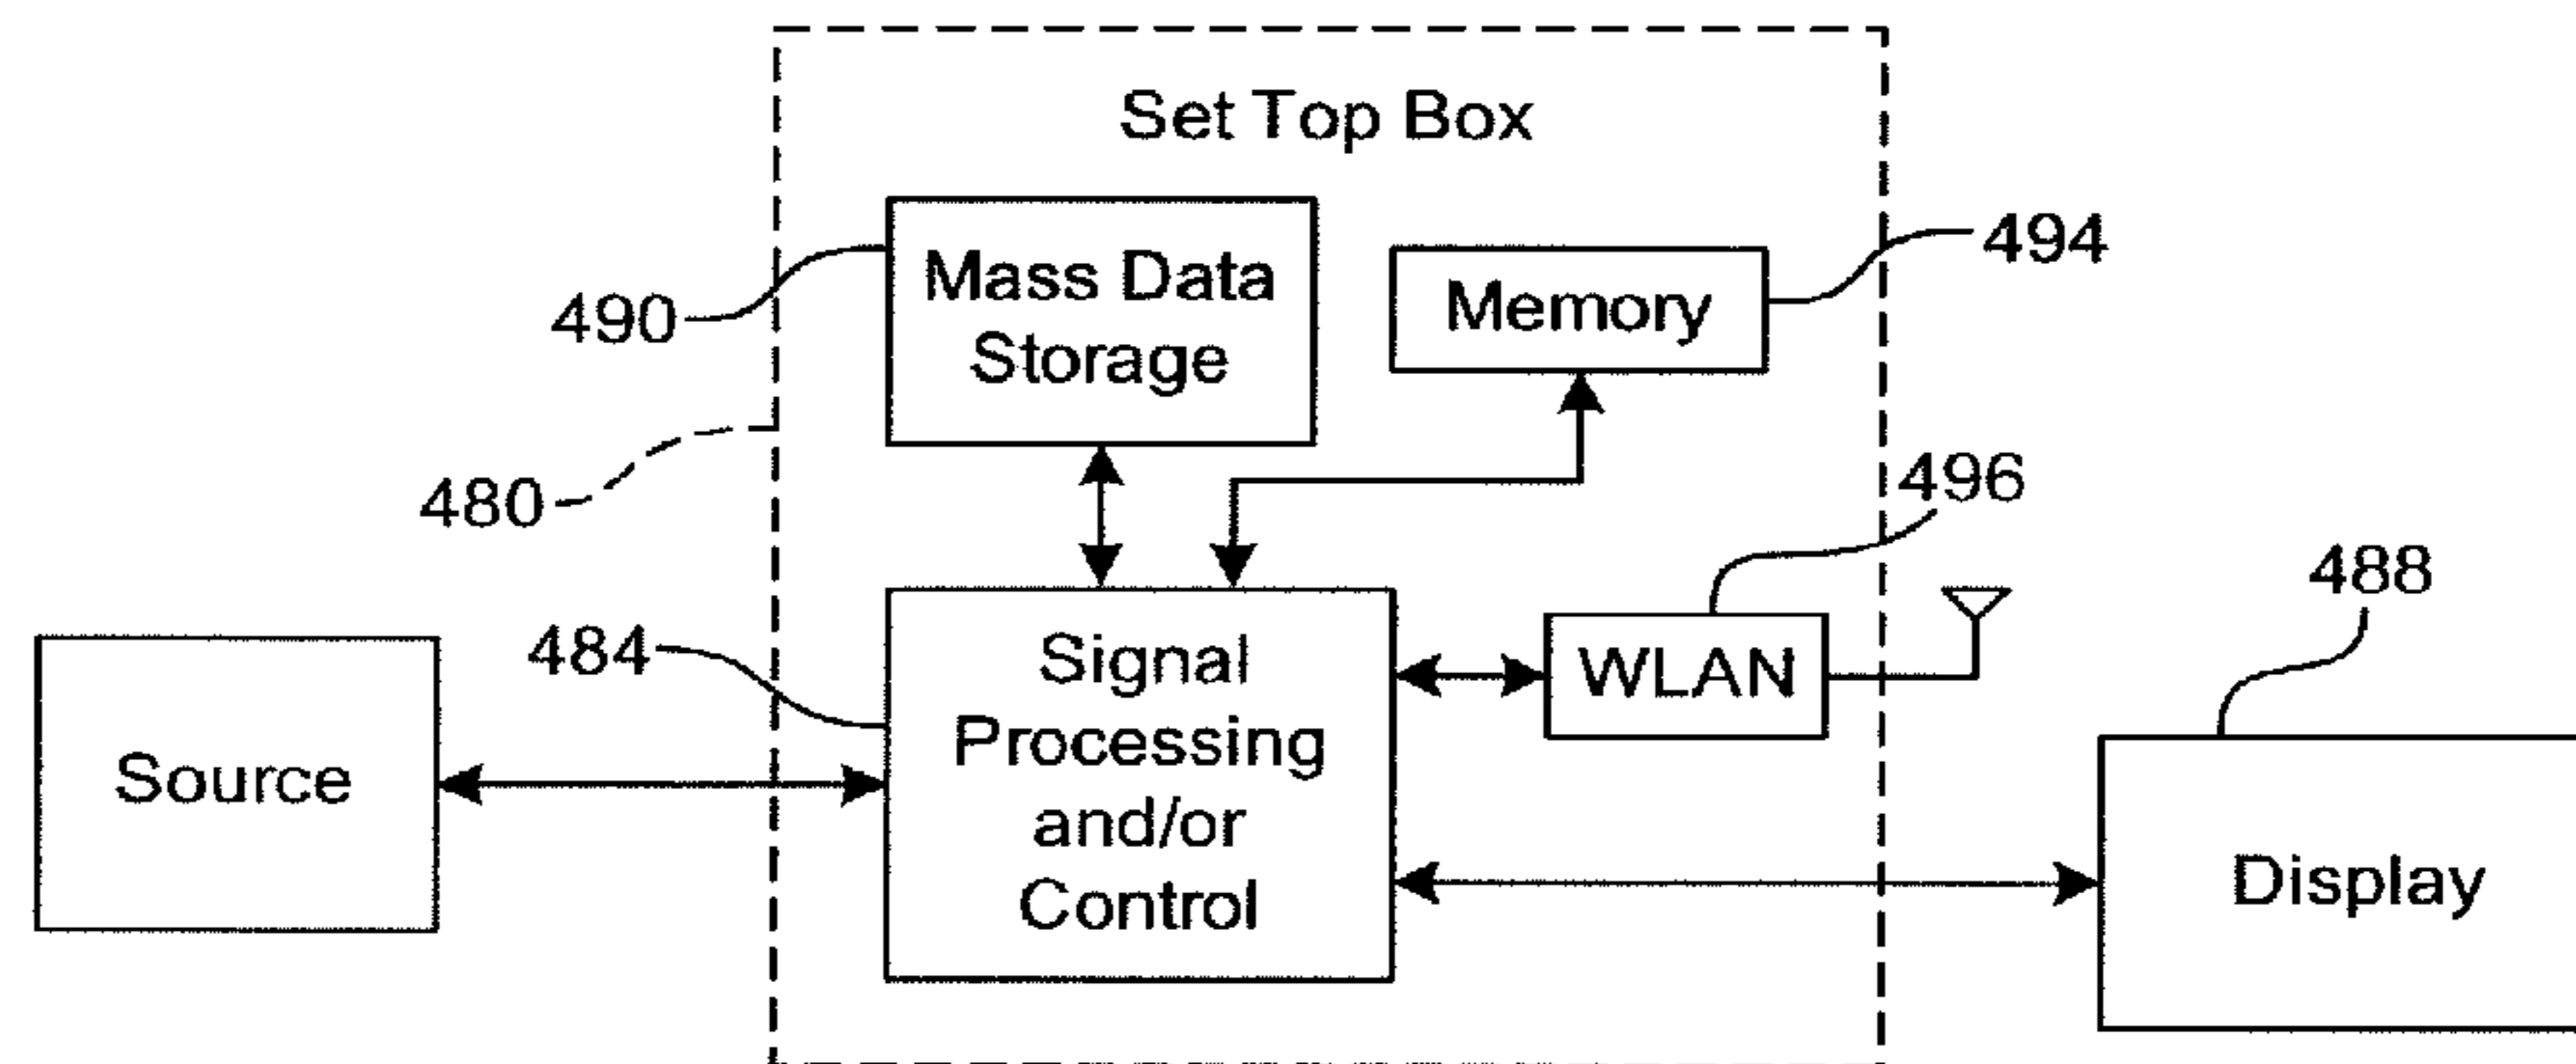 Set Top Box
Mass Data
Storage
490
Memory
494
480
496
488
484
Signal
Processing
and/or
Control
WLAN
Source
Display